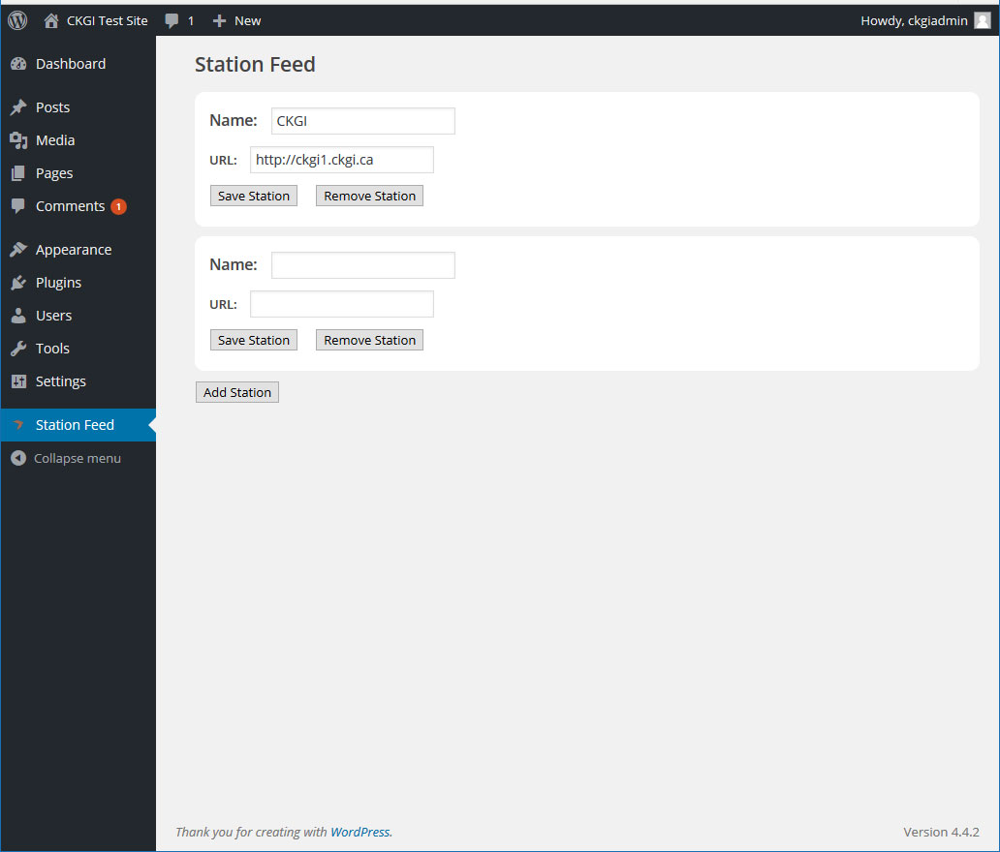 CKGI Test Site 1 New Howdy, ckgiadmin
Dashboard
Posts
Media
Pages
Comments 1
Appearance
Plugins
Users
Tools
Settings
Station Feed
Collapse menu
Station Feed
Name: CKGI
URL: http://ckgi1.ckgi.ca
Save Station Remove Station
Name:
URL:
Save Station Remove Station
Add Station
Thank you for creating with WordPress. Version 4.4.2